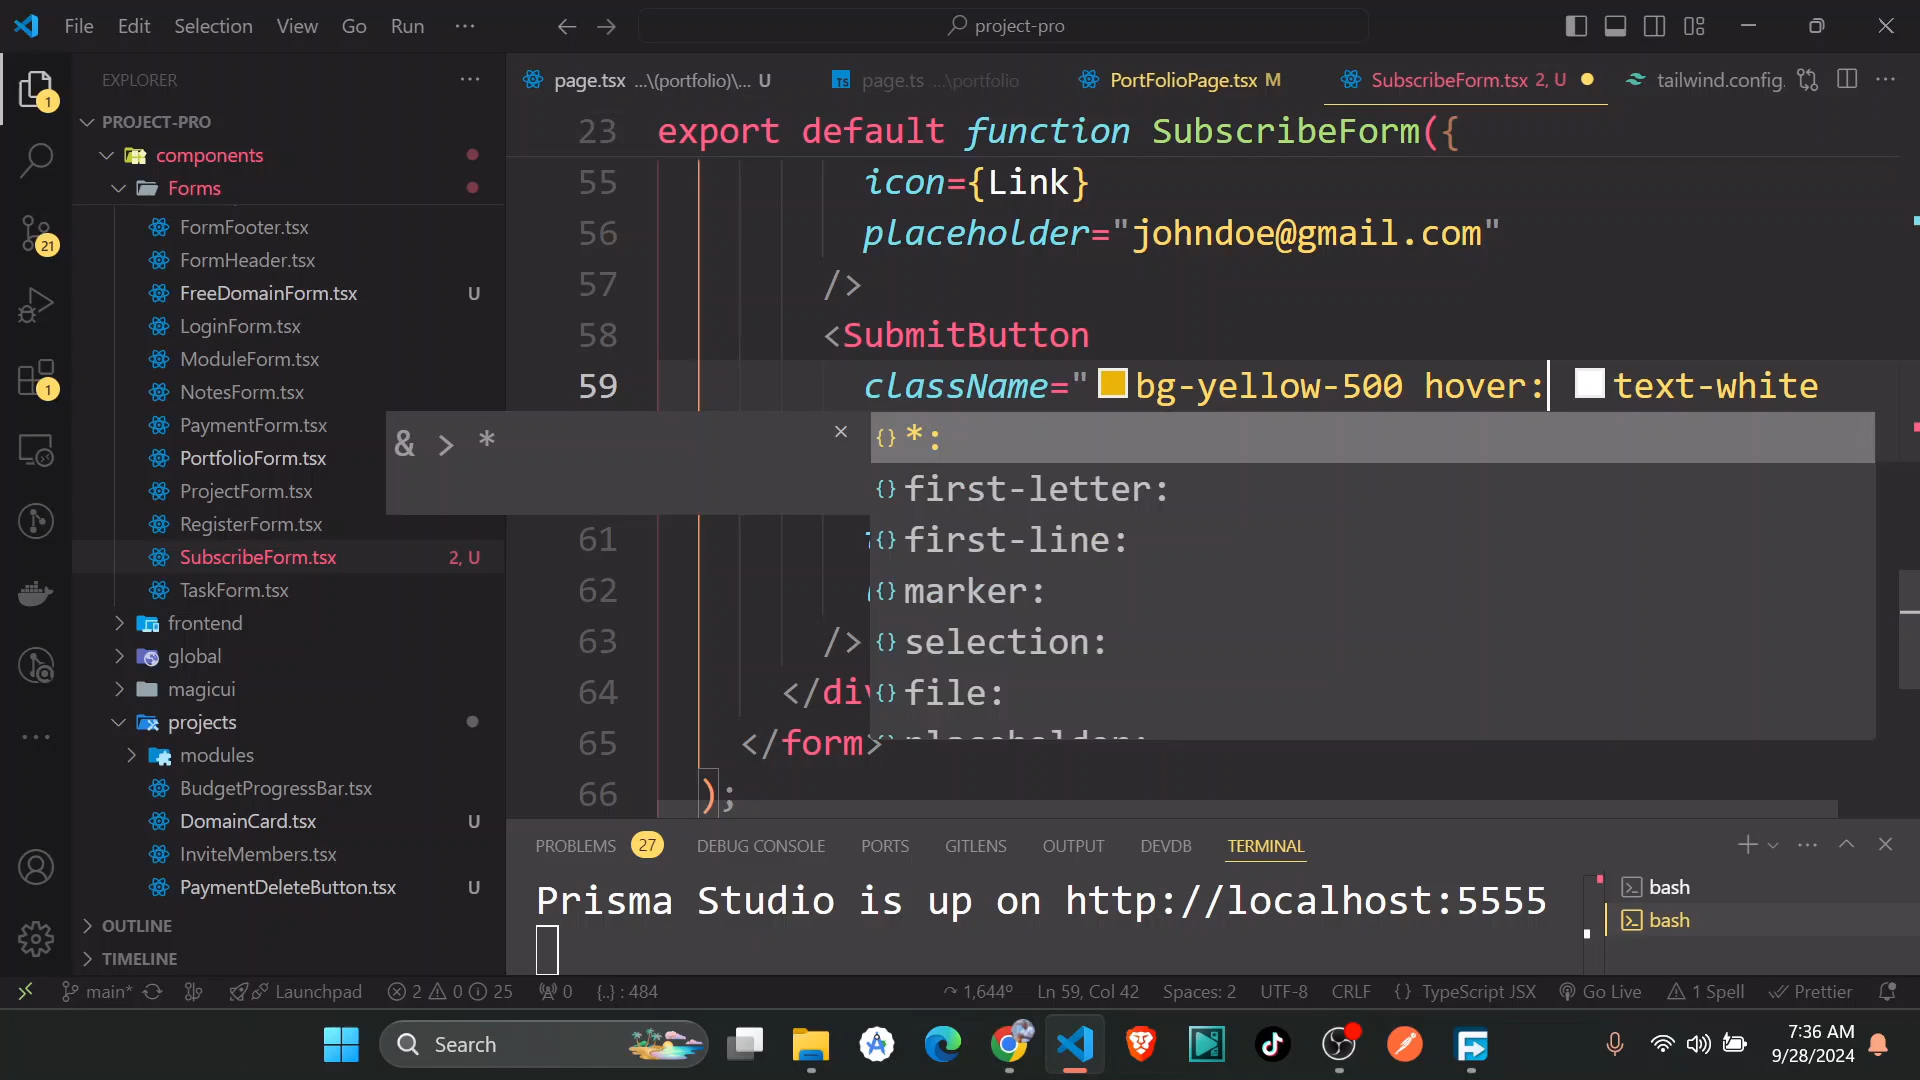 File Edit Selection View Go Run ··· project-pro
EXPLORER ···
PROJECT-PRO
components
Forms
FormFooter.tsx
FormHeader.tsx
FreeDomainForm.tsx U
LoginForm.tsx
ModuleForm.tsx
NotesForm.tsx
PaymentForm.tsx
PortfolioForm.tsx
ProjectForm.tsx
RegisterForm.tsx
SubscribeForm.tsx 2, U
TaskForm.tsx
frontend
global
magicui
projects
modules
BudgetProgressBar.tsx
DomainCard.tsx U
InviteMembers.tsx
PaymentDeleteButton.tsx U
OUTLINE
TIMELINE
1
21
1
page.tsx ...\(portfolio)\... U page.ts ...\portfolio PortFolioPage.tsx M SubscribeForm.tsx 2, U tailwind.config.
23 export default function SubscribeForm({
55 icon={Link}
56 placeholder="johndoe@gmail.com"
57 />
58 <SubmitButton
59 className="bg-yellow-500 hover: text-white
& > *
{} *:
{} first-letter:
61 {} first-line:
62 {} marker:
63 /> {} selection:
64 </div {} file:
{} placeholder:
65 </form>
66 );
PROBLEMS 27 DEBUG CONSOLE PORTS GITLENS OUTPUT DEVDB TERMINAL
Prisma Studio is up on http://localhost:5555
bash
bash
main* Launchpad 2 0 25 0 {..} : 484 1,644º Ln 59, Col 42 Spaces: 2 UTF-8 CRLF {} TypeScript JSX Go Live 1 Spell Prettier
Search
7:36 AM
9/28/2024